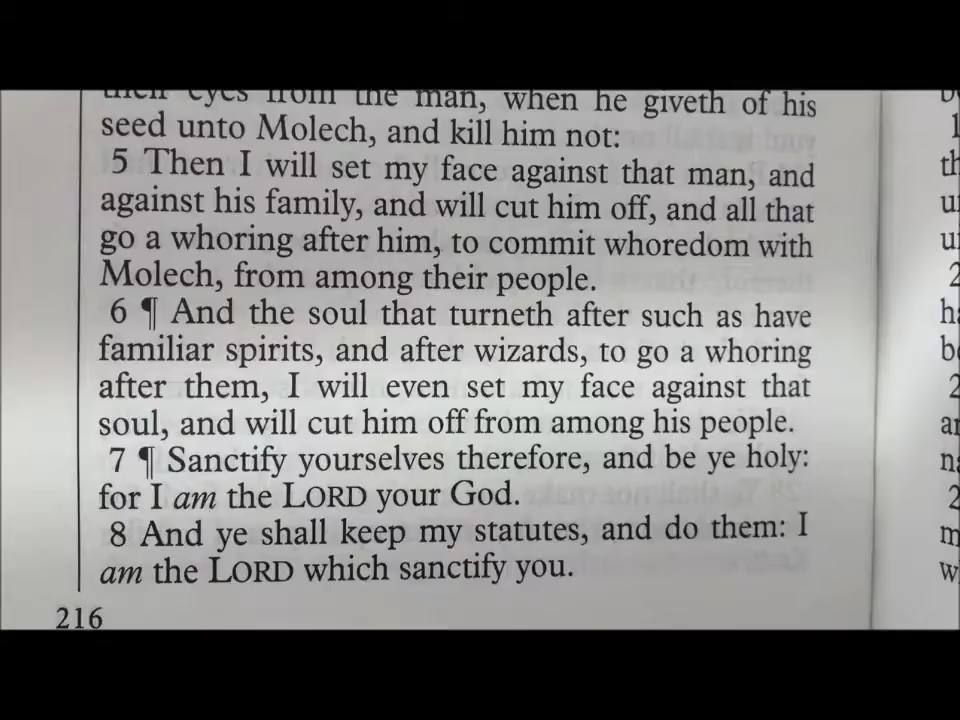 their eyes from the man, when he giveth of his
seed unto Molech, and kill him not:
5 Then I will set my face against that man, and
against his family, and will cut him off, and all that
go a whoring after him, to commit whoredom with
Molech, from among their people.
6 ¶ And the soul that turneth after such as have
familiar spirits, and after wizards, to go a whoring
after them, I will even set my face against that
soul, and will cut him off from among his people.
7 ¶ Sanctify yourselves therefore, and be ye holy:
for I am the LORD your God.
8 And ye shall keep my statutes, and do them: I
am the LORD which sanctify you.
216